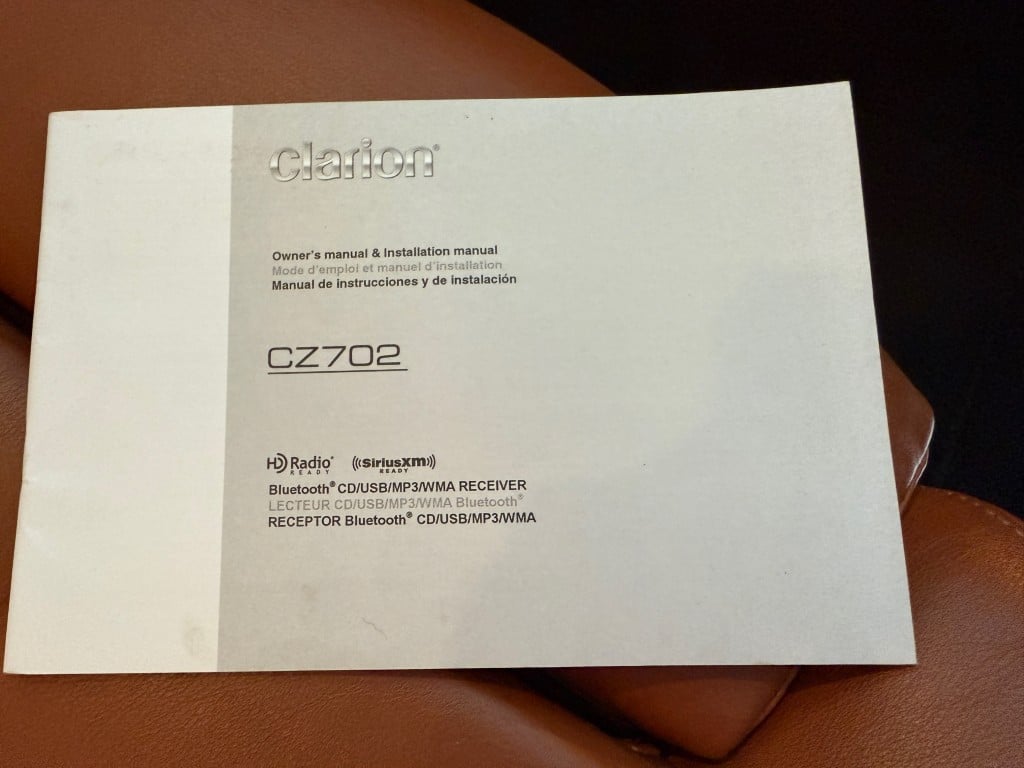 clarion®
Owner's manual & Installation manual
Mode d'emploi et manuel d'installation
Manual de instrucciones y de instalación
CZ702
HD Radio® READY
((SiriusXM)) READY
Bluetooth® CD/USB/MP3/WMA RECEIVER
LECTEUR CD/USB/MP3/WMA Bluetooth®
RECEPTOR Bluetooth® CD/USB/MP3/WMA